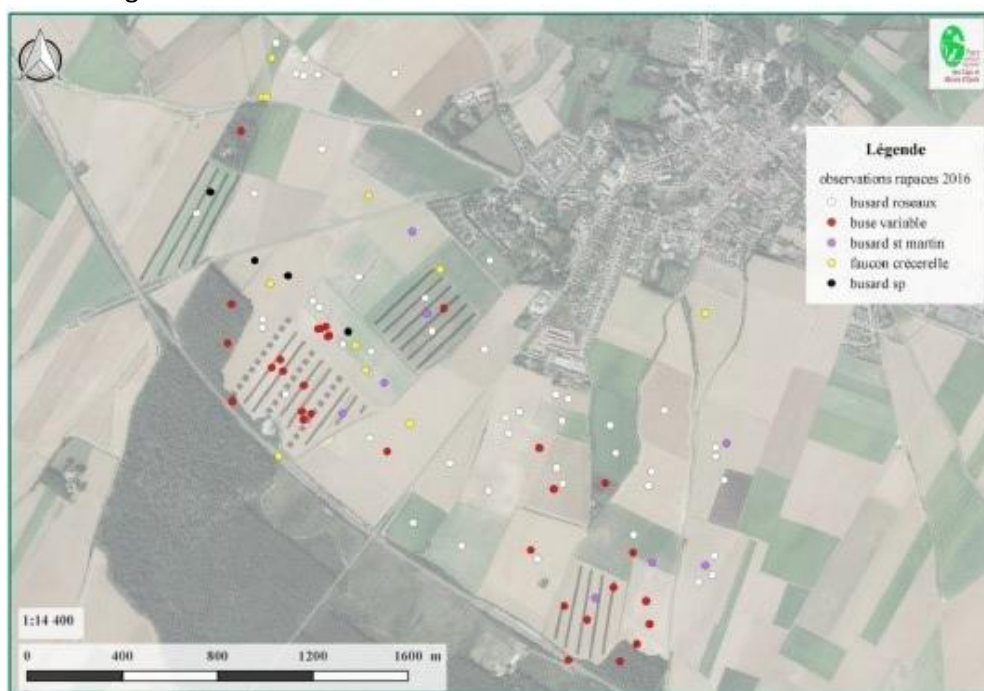 Légende
observations rapaces 2016
busard roseaux
buse variable
busard st martin
faucon crécerelle
busard sp
1:14 400
0 400 800 1200 1600 m
Parc